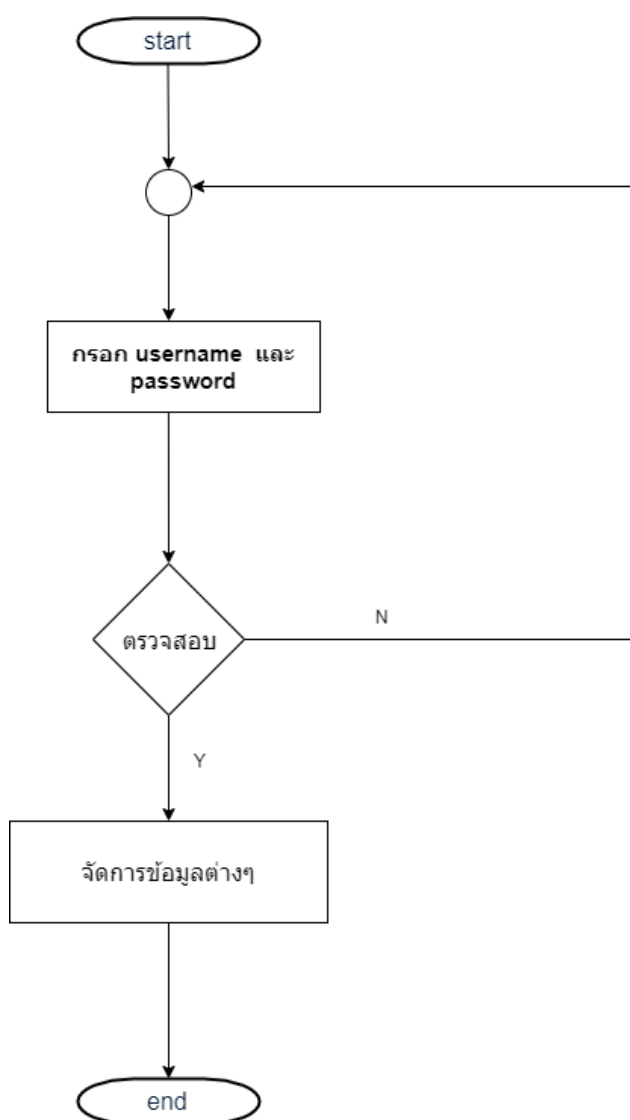 start
กรอก username และ
password
ตรวจสอบ
N
Y
จัดการข้อมูลต่างๆ
end